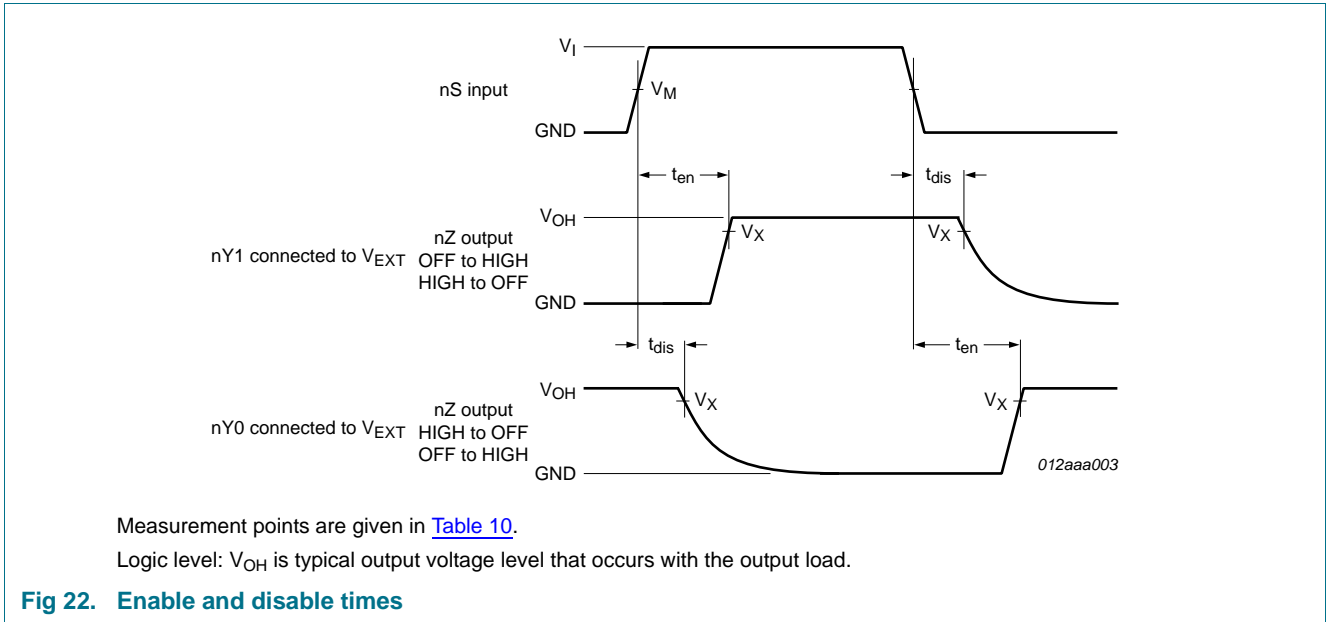 V_I
nS input
V_M
GND
t_en
t_dis
V_OH
nY1 connected to V_EXT
nZ output
OFF to HIGH
HIGH to OFF
V_X
V_X
GND
t_dis
t_en
V_OH
nY0 connected to V_EXT
nZ output
HIGH to OFF
OFF to HIGH
V_X
V_X
GND
012aaa003
Measurement points are given in Table 10.
Logic level: V_OH is typical output voltage level that occurs with the output load.
Fig 22. Enable and disable times